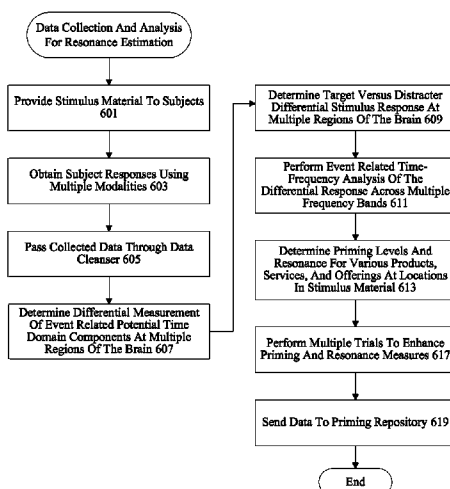 Data Collection And Analysis
For Resonance Estimation
Provide Stimulus Material To Subjects
601
Obtain Subject Responses Using
Multiple Modalities 603
Pass Collected Data Through Data
Cleanser 605
Determine Differential Measurement
Of Event Related Potential Time
Domain Components At Multiple
Regions Of The Brain 607
Determine Target Versus Distracter
Differential Stimulus Response At
Multiple Regions Of The Brain 609
Perform Event Related Time-
Frequency Analysis Of The
Differential Response Across Multiple
Frequency Bands 611
Determine Priming Levels And
Resonance For Various Products,
Services, And Offerings At Locations
In Stimulus Material 613
Perform Multiple Trials To Enhance
Priming And Resonance Measures 617
Send Data To Priming Repository 619
End